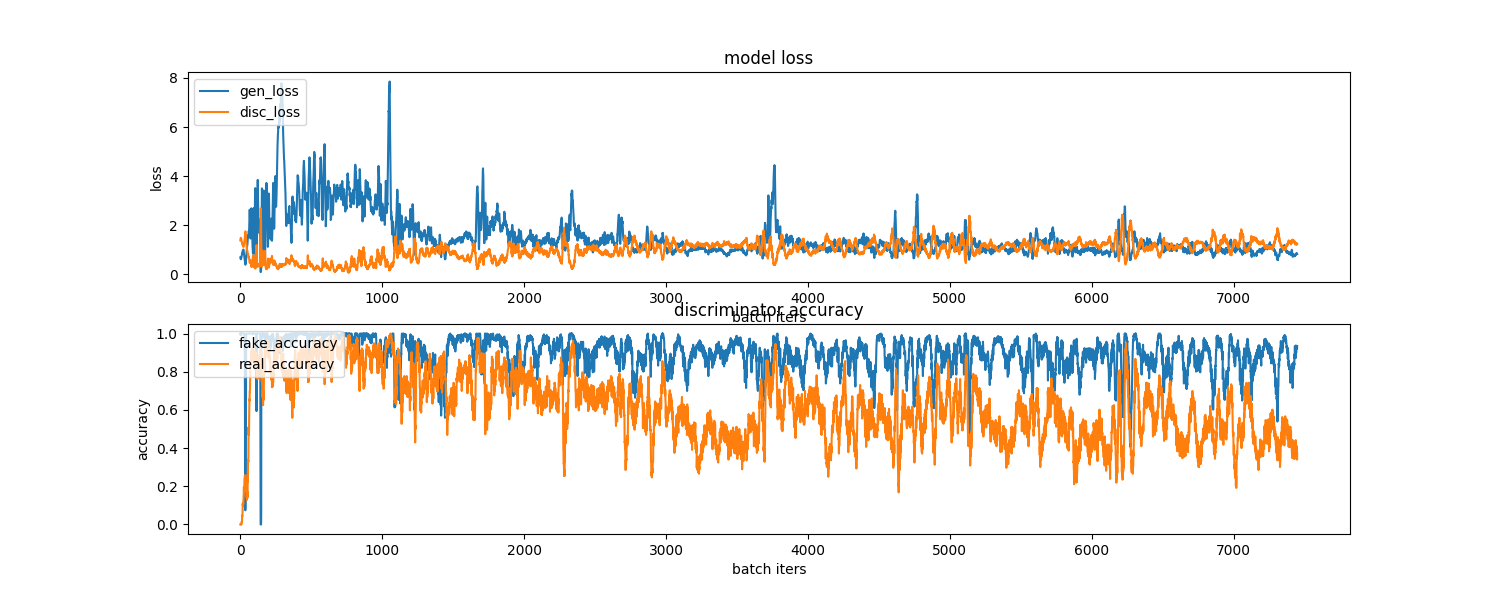 model loss
gen_loss
disc_loss
loss
8
6
4
2
0
0 1000 2000 3000 4000 5000 6000 7000
batch iters
discriminator accuracy
fake_accuracy
real_accuracy
accuracy
1.0
0.8
0.6
0.4
0.2
0.0
0 1000 2000 3000 4000 5000 6000 7000
batch iters